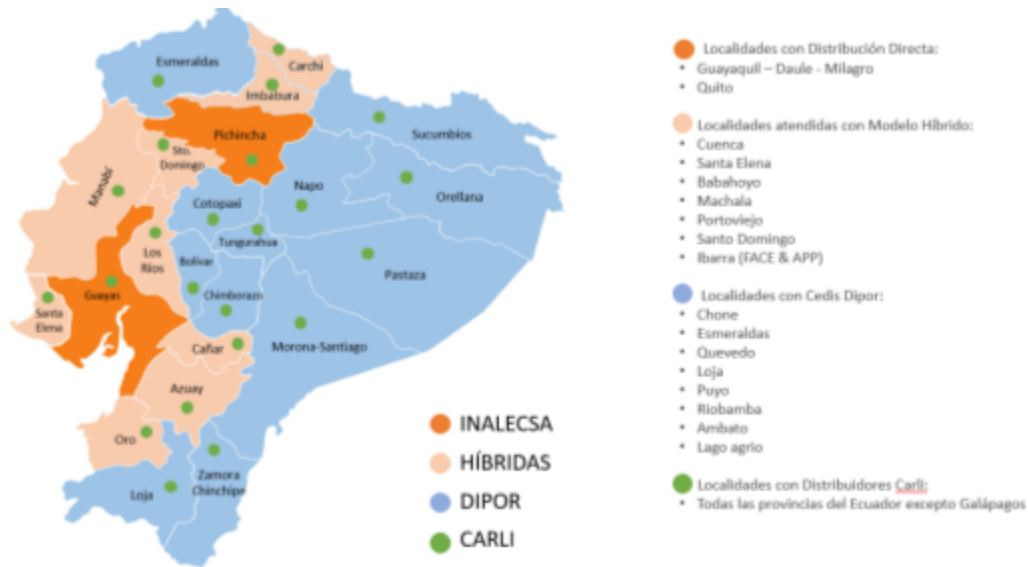 Esmeraldas
Carchi
Imbabura
Pichincha
Sucumbios
Sto.
Domingo
Manabí
Napo
Orellana
Cotopaxi
Tungurahua
Los
Ríos
Bolívar
Pastaza
Guayas
Chimborazo
Santa
Elena
Cañar
Morona-Santiago
Azuay
Oro
Zamora
Chinchipe
Loja
INALECSA
HÍBRIDAS
DIPOR
CARLI
Localidades con Distribución Directa:
• Guayaquil – Daule - Milagro
• Quito
Localidades atendidas con Modelo Híbrido:
• Cuenca
• Santa Elena
• Babahoyo
• Machala
• Portoviejo
• Santo Domingo
• Ibarra (FACE & APP)
Localidades con Cedis Dipor:
• Chone
• Esmeraldas
• Quevedo
• Loja
• Puyo
• Riobamba
• Ambato
• Lago agrio
Localidades con Distribuidores Carli:
• Todas las provincias del Ecuador excepto Galápagos